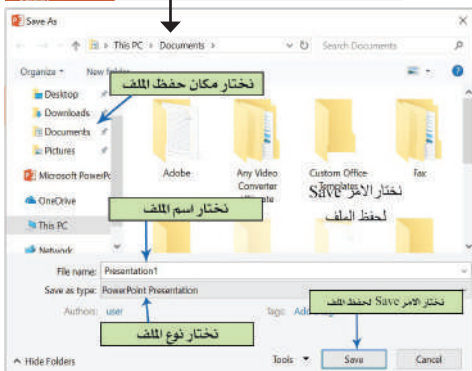 Save As
This PC › Documents ›
Search Documents
Organize
New folder
نختار مكان حفظ الملف
Desktop
Downloads
Documents
Pictures
Microsoft PowerPo
OneDrive
This PC
Network
Adobe
Any Video
Converter
Custom Office
Templates
Fax
نختار الامر Save
لحفظ الملف
نختار اسم الملف
File name: Presentation1
Save as type: PowerPoint Presentation
Authors: user
Tags: Add
نختار الامر Save لحفظ الملف
نختار نوع الملف
Hide Folders
Tools
Save
Cancel